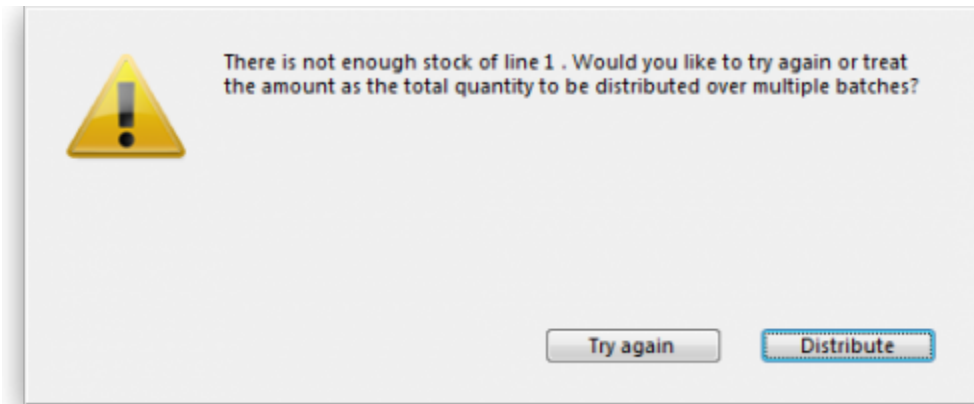 There is not enough stock of line 1 . Would you like to try again or treat
the amount as the total quantity to be distributed over multiple batches?
Try again
Distribute